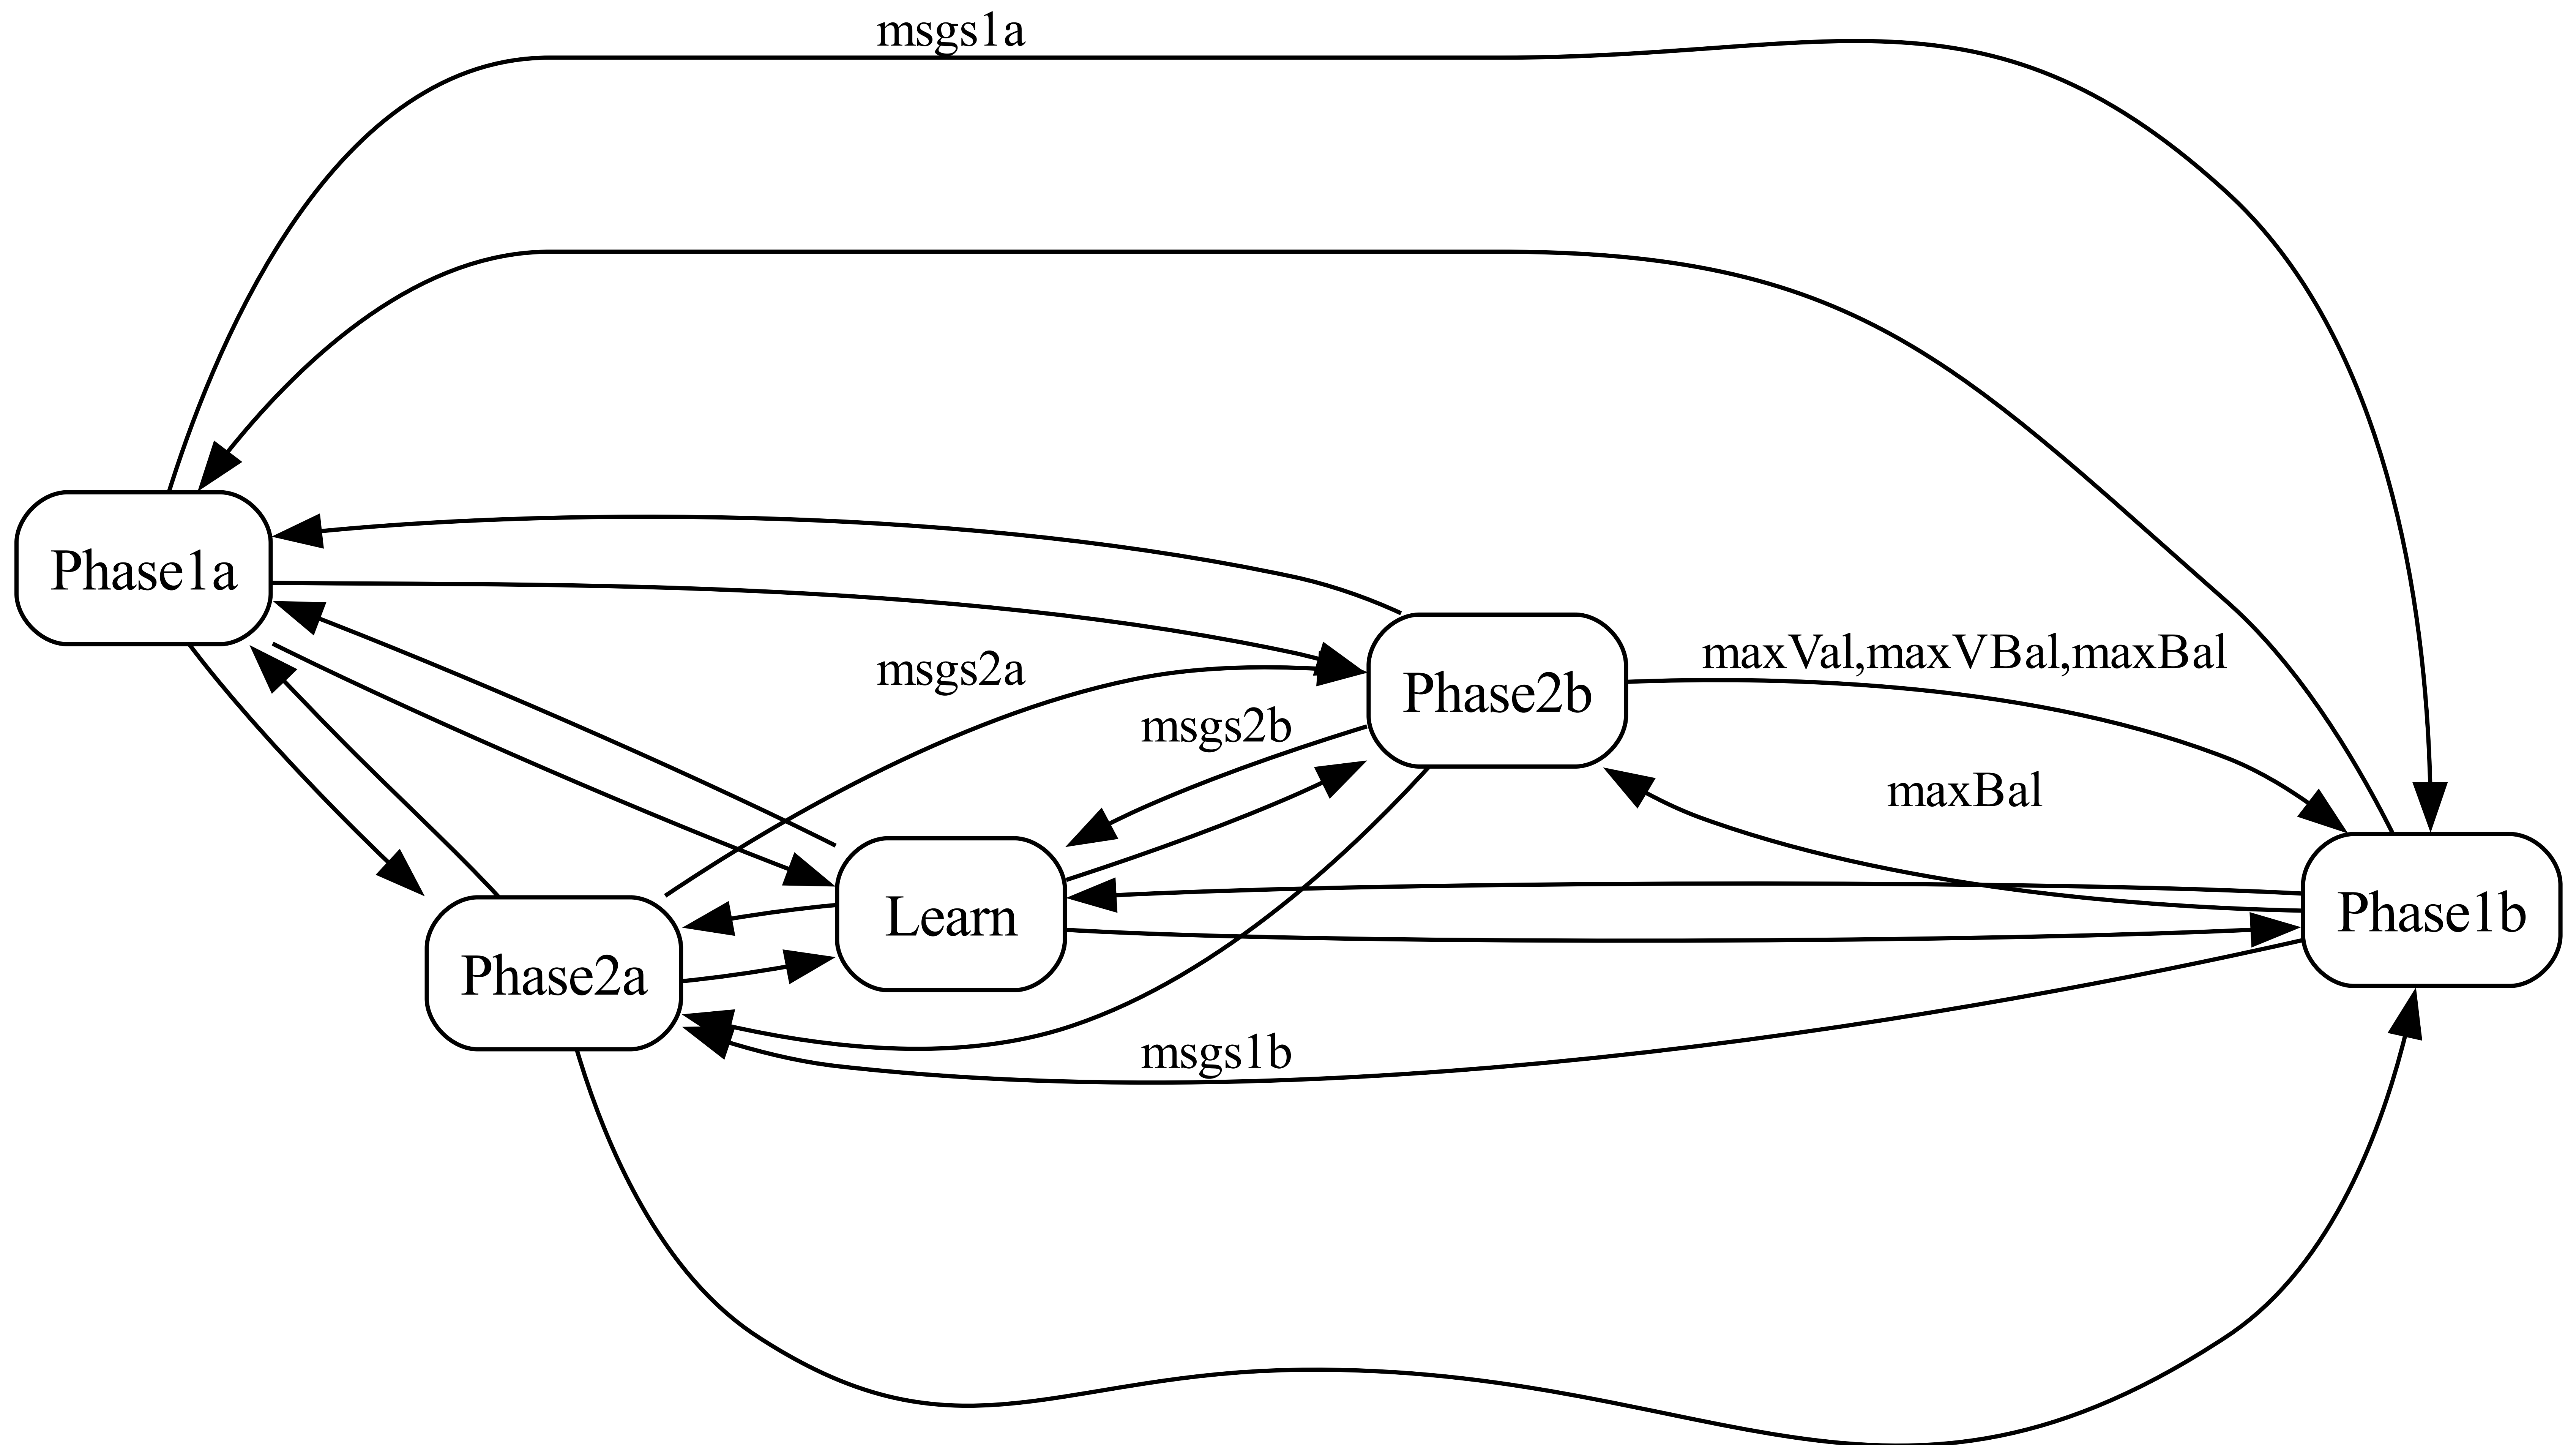 msgs1a
Phase1a
msgs2a
Phase2b
maxVal,maxVBal,maxBal
msgs2b
maxBal
Learn
Phase1b
Phase2a
msgs1b